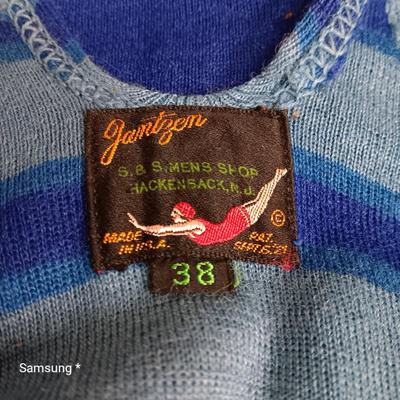 Jantzen
S. & S. MENS SHOP
HACKENSACK, N.J.
©
MADE PAT.
IN U.S.A. SEPT. 6, '21
38
Samsung *